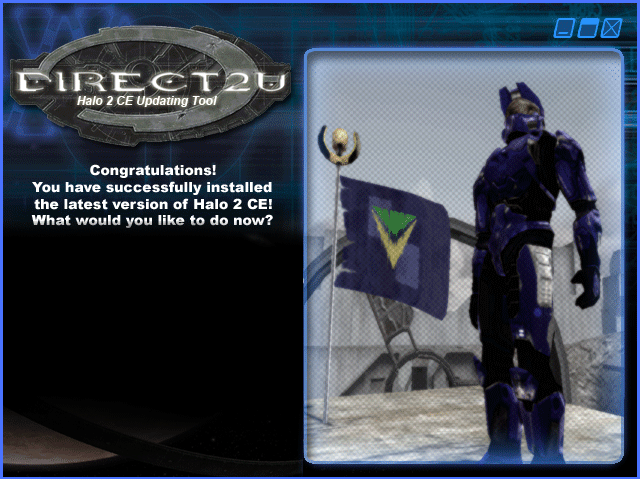 DIRECT2U
Halo 2 CE Updating Tool
Congratulations!
You have successfully installed
the latest version of Halo 2 CE!
What would you like to do now?